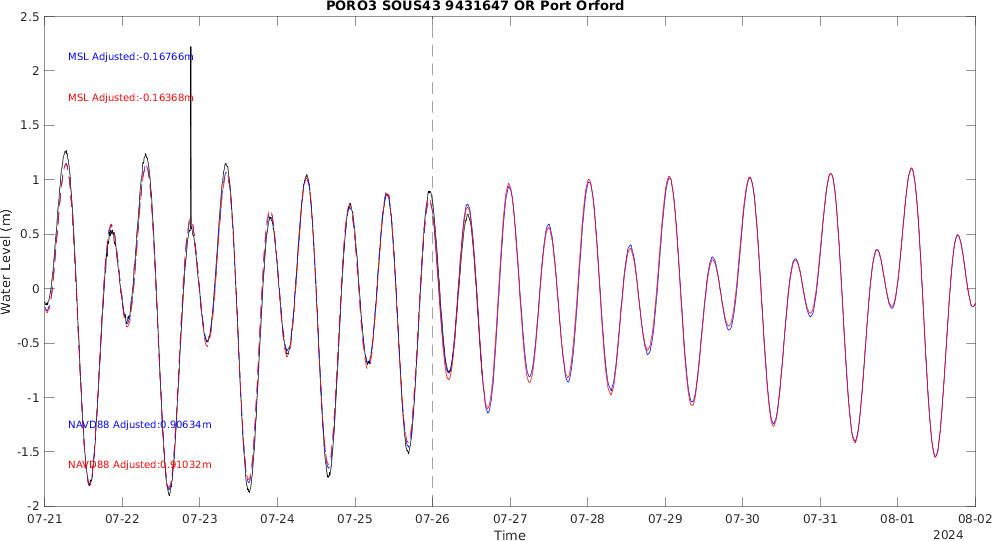 PORO3 SOUS43 9431647 OR Port Orford
2.5
MSL Adjusted:-0.16766m
2
MSL Adjusted:-0.16368m
1.5
1
0.5
Water Level (m)
0
-0.5
-1
NAVD88 Adjusted:0.90634m
-1.5
NAVD88 Adjusted:0.91032m
-2
07-21 07-22 07-23 07-24 07-25 07-26 07-27 07-28 07-29 07-30 07-31 08-01 08-02
Time
2024